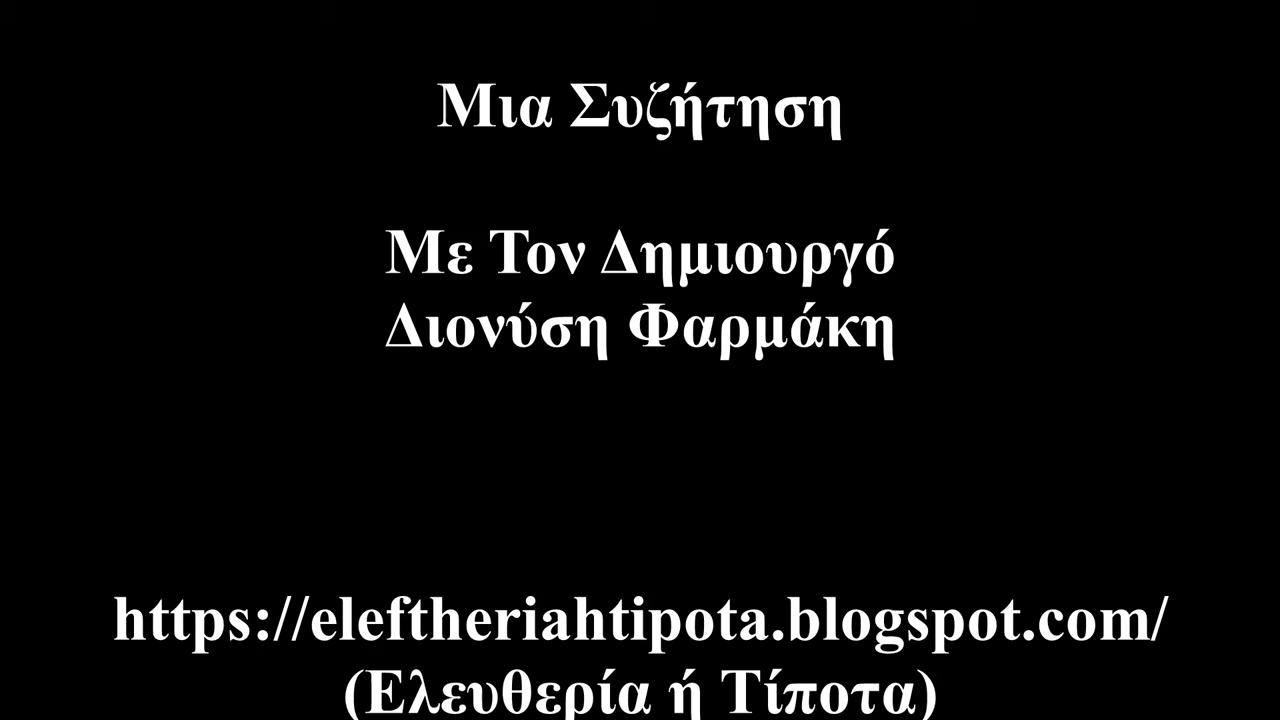 Μια Συζήτηση
Με Τον Δημιουργό
Διονύση Φαρμάκη
https://eleftheriahtipota.blogspot.com/
(Ελευθερία ή Τίποτα)